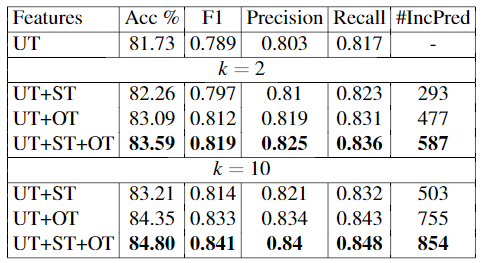 Features Acc % F1 Precision Recall #IncPred
UT 81.73 0.789 0.803 0.817 -
k = 2
UT+ST 82.26 0.797 0.81 0.823 293
UT+OT 83.09 0.812 0.819 0.831 477
UT+ST+OT 83.59 0.819 0.825 0.836 587
k = 10
UT+ST 83.21 0.814 0.821 0.832 503
UT+OT 84.35 0.833 0.834 0.843 755
UT+ST+OT 84.80 0.841 0.84 0.848 854